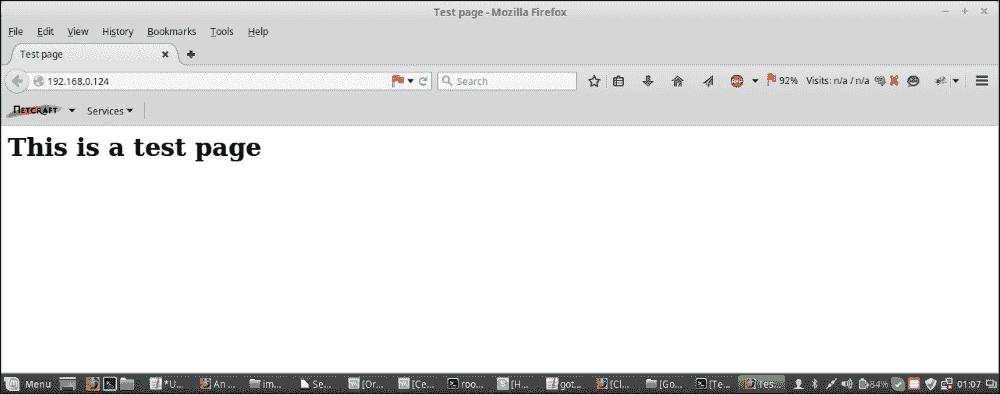 Test page - Mozilla Firefox
File Edit View History Bookmarks Tools Help
Test page
192.168.0.124 Search 92% Visits: n/a / n/a
NETCRAFT Services
This is a test page
Menu *U... An ... im... Se... [Or... [Ce... roo... [H... got... [Cl... [Go... [Te... Tes... 84% 01:07